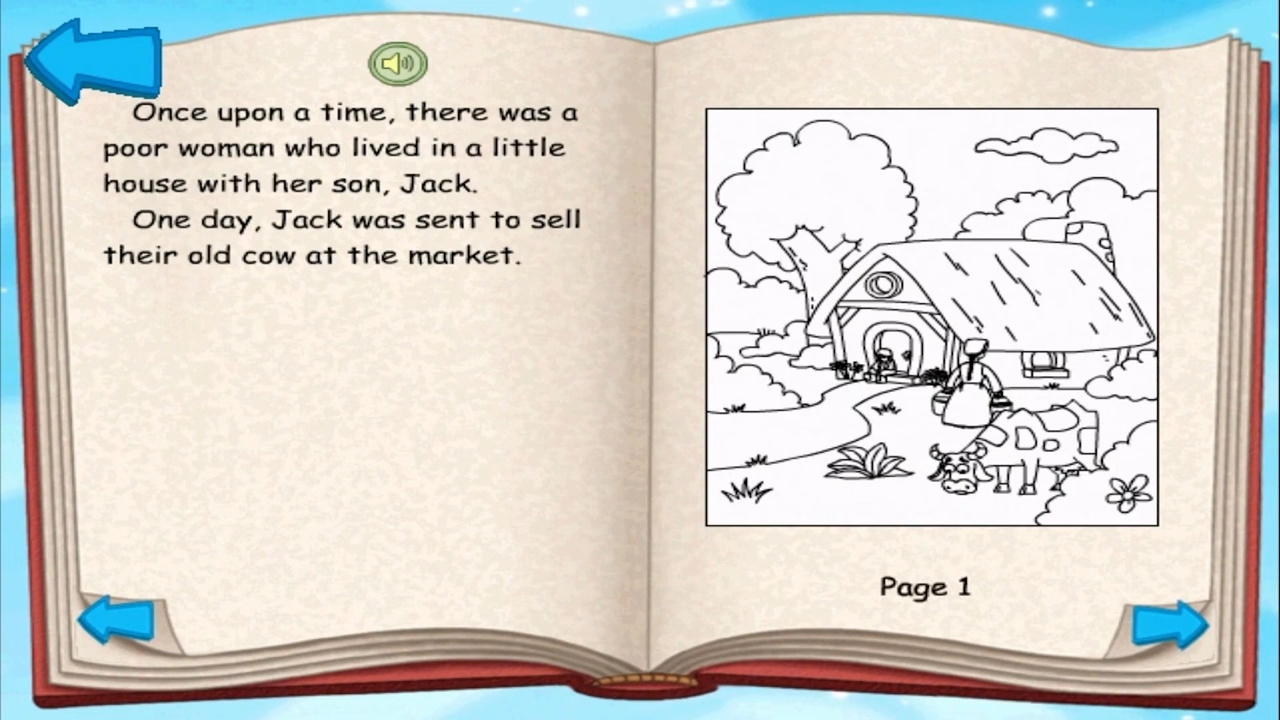 Once upon a time, there was a
poor woman who lived in a little
house with her son, Jack.
One day, Jack was sent to sell
their old cow at the market.
Page 1